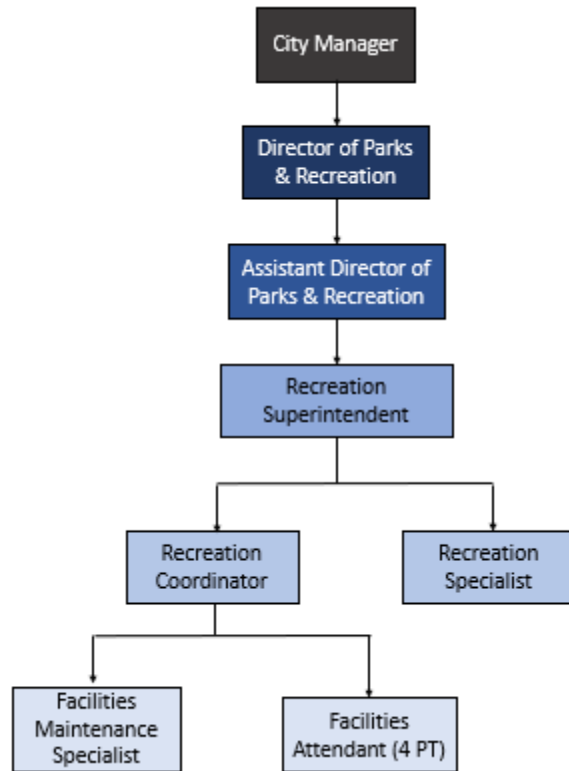 City Manager
Director of Parks
& Recreation
Assistant Director of
Parks & Recreation
Recreation
Superintendent
Recreation
Coordinator
Recreation
Specialist
Facilities
Maintenance
Specialist
Facilities
Attendant (4 PT)